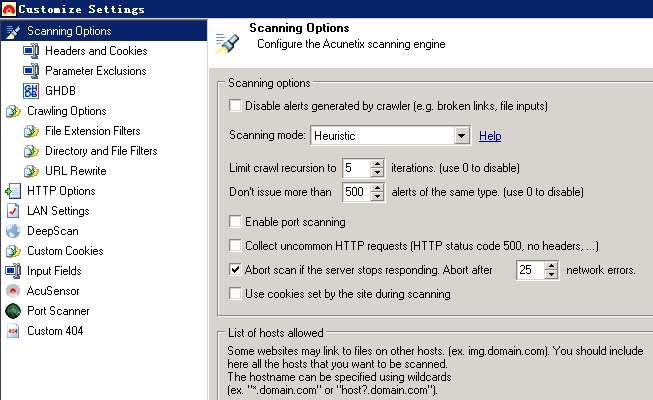 Customize Settings
Scanning Options
Headers and Cookies
Parameter Exclusions
GHDB
Crawling Options
File Extension Filters
Directory and File Filters
URL Rewrite
HTTP Options
LAN Settings
DeepScan
Custom Cookies
Input Fields
AcuSensor
Port Scanner
Custom 404
Scanning Options
Configure the Acunetix scanning engine
Scanning options
Disable alerts generated by crawler (e.g. broken links, file inputs)
Scanning mode: Heuristic Help
Limit crawl recursion to 5 iterations. (use 0 to disable)
Don't issue more than 500 alerts of the same type. (use 0 to disable)
Enable port scanning
Collect uncommon HTTP requests (HTTP status code 500, no headers, ...)
Abort scan if the server stops responding. Abort after 25 network errors.
Use cookies set by the site during scanning
List of hosts allowed
Some websites may link to files on other hosts. (ex. img.domain.com). You should include
here all the hosts that you want to be scanned.
The hostname can be specified using wildcards
(ex. "*.domain.com" or "host?.domain.com").